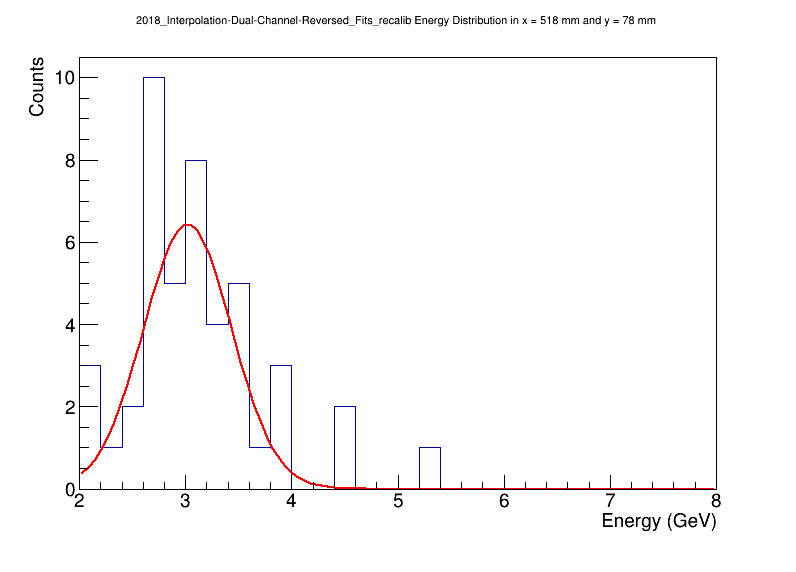 2018_Interpolation-Dual-Channel-Reversed_Fits_recalib Energy Distribution in x = 518 mm and y = 78 mm
Counts
10
8
6
4
2
0
2 3 4 5 6 7 8
Energy (GeV)